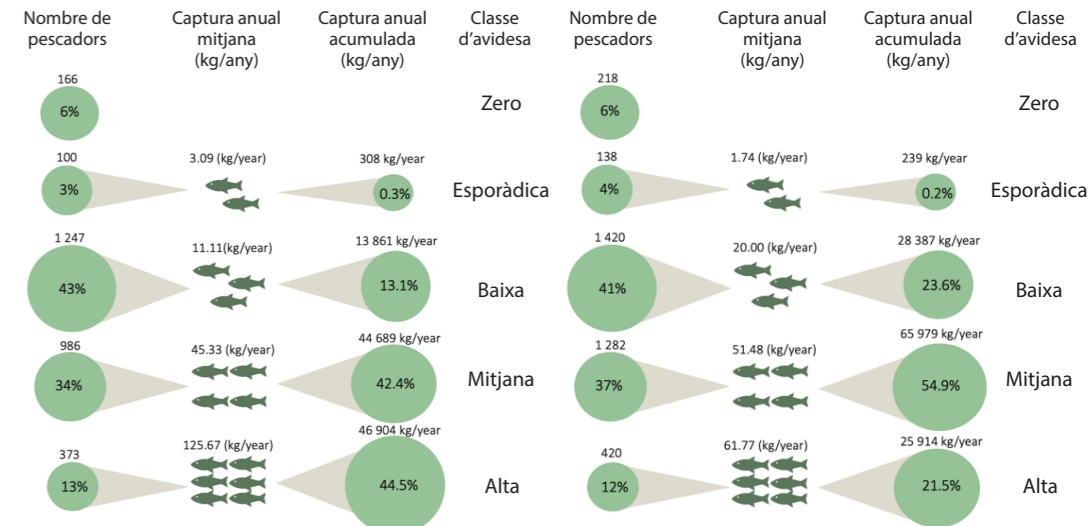 Nombre de
pescadors
Captura anual
mitjana
(kg/any)
Captura anual
acumulada
(kg/any)
Classe
d’avidesa
166
6%
Zero
100
3%
3.09 (kg/year)
308 kg/year
0.3%
Esporàdica
1 247
43%
11.11(kg/year)
13 861 kg/year
13.1%
Baixa
986
34%
45.33 (kg/year)
44 689 kg/year
42.4%
Mitjana
373
13%
125.67 (kg/year)
46 904 kg/year
44.5%
Alta
Nombre de
pescadors
Captura anual
mitjana
(kg/any)
Captura anual
acumulada
(kg/any)
Classe
d’avidesa
218
6%
Zero
138
4%
1.74 (kg/year)
239 kg/year
0.2%
Esporàdica
1 420
41%
20.00 (kg/year)
28 387 kg/year
23.6%
Baixa
1 282
37%
51.48 (kg/year)
65 979 kg/year
54.9%
Mitjana
420
12%
61.77 (kg/year)
25 914 kg/year
21.5%
Alta